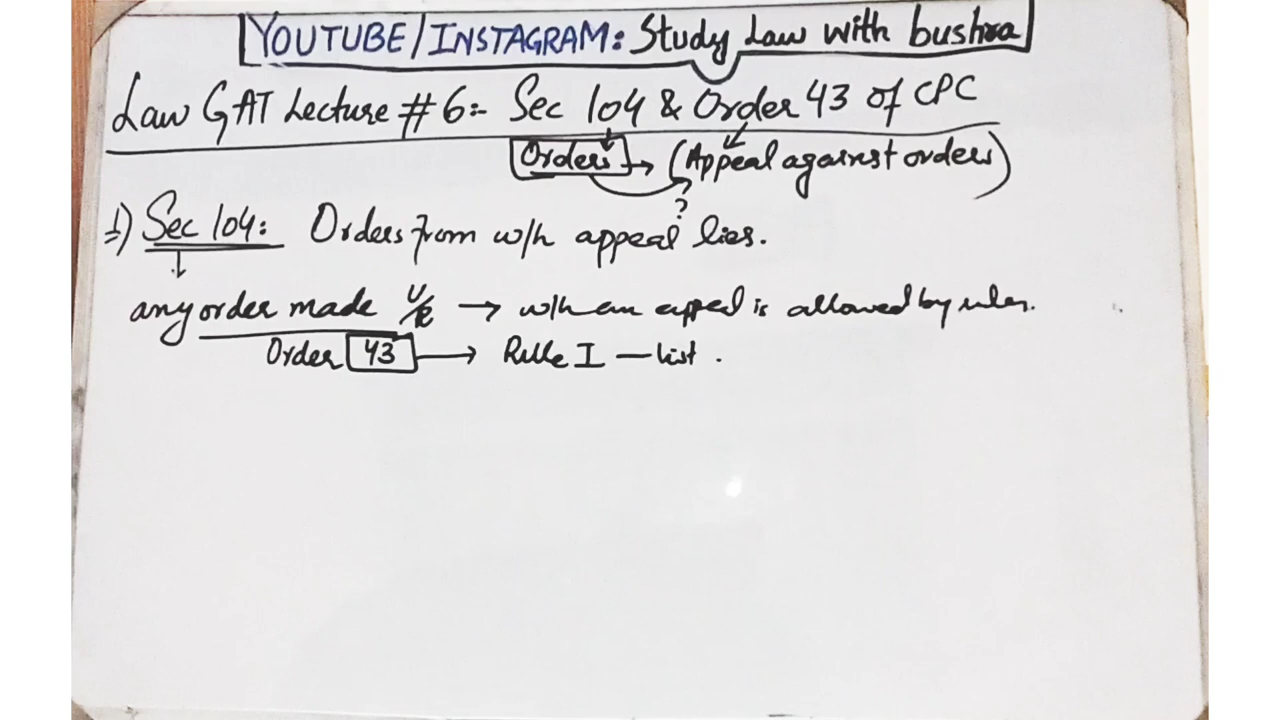 YOUTUBE/INSTAGRAM: Study Law with bushra
Law GAT Lecture # 6:- Sec 104 & Order 43 of CPC
Orders → (Appeal against orders)
?
1) Sec 104: Orders from w/h appeal lies.
any order made U/R → w/h an appeal is allowed by rules.
Order 43 → Rule I — list .